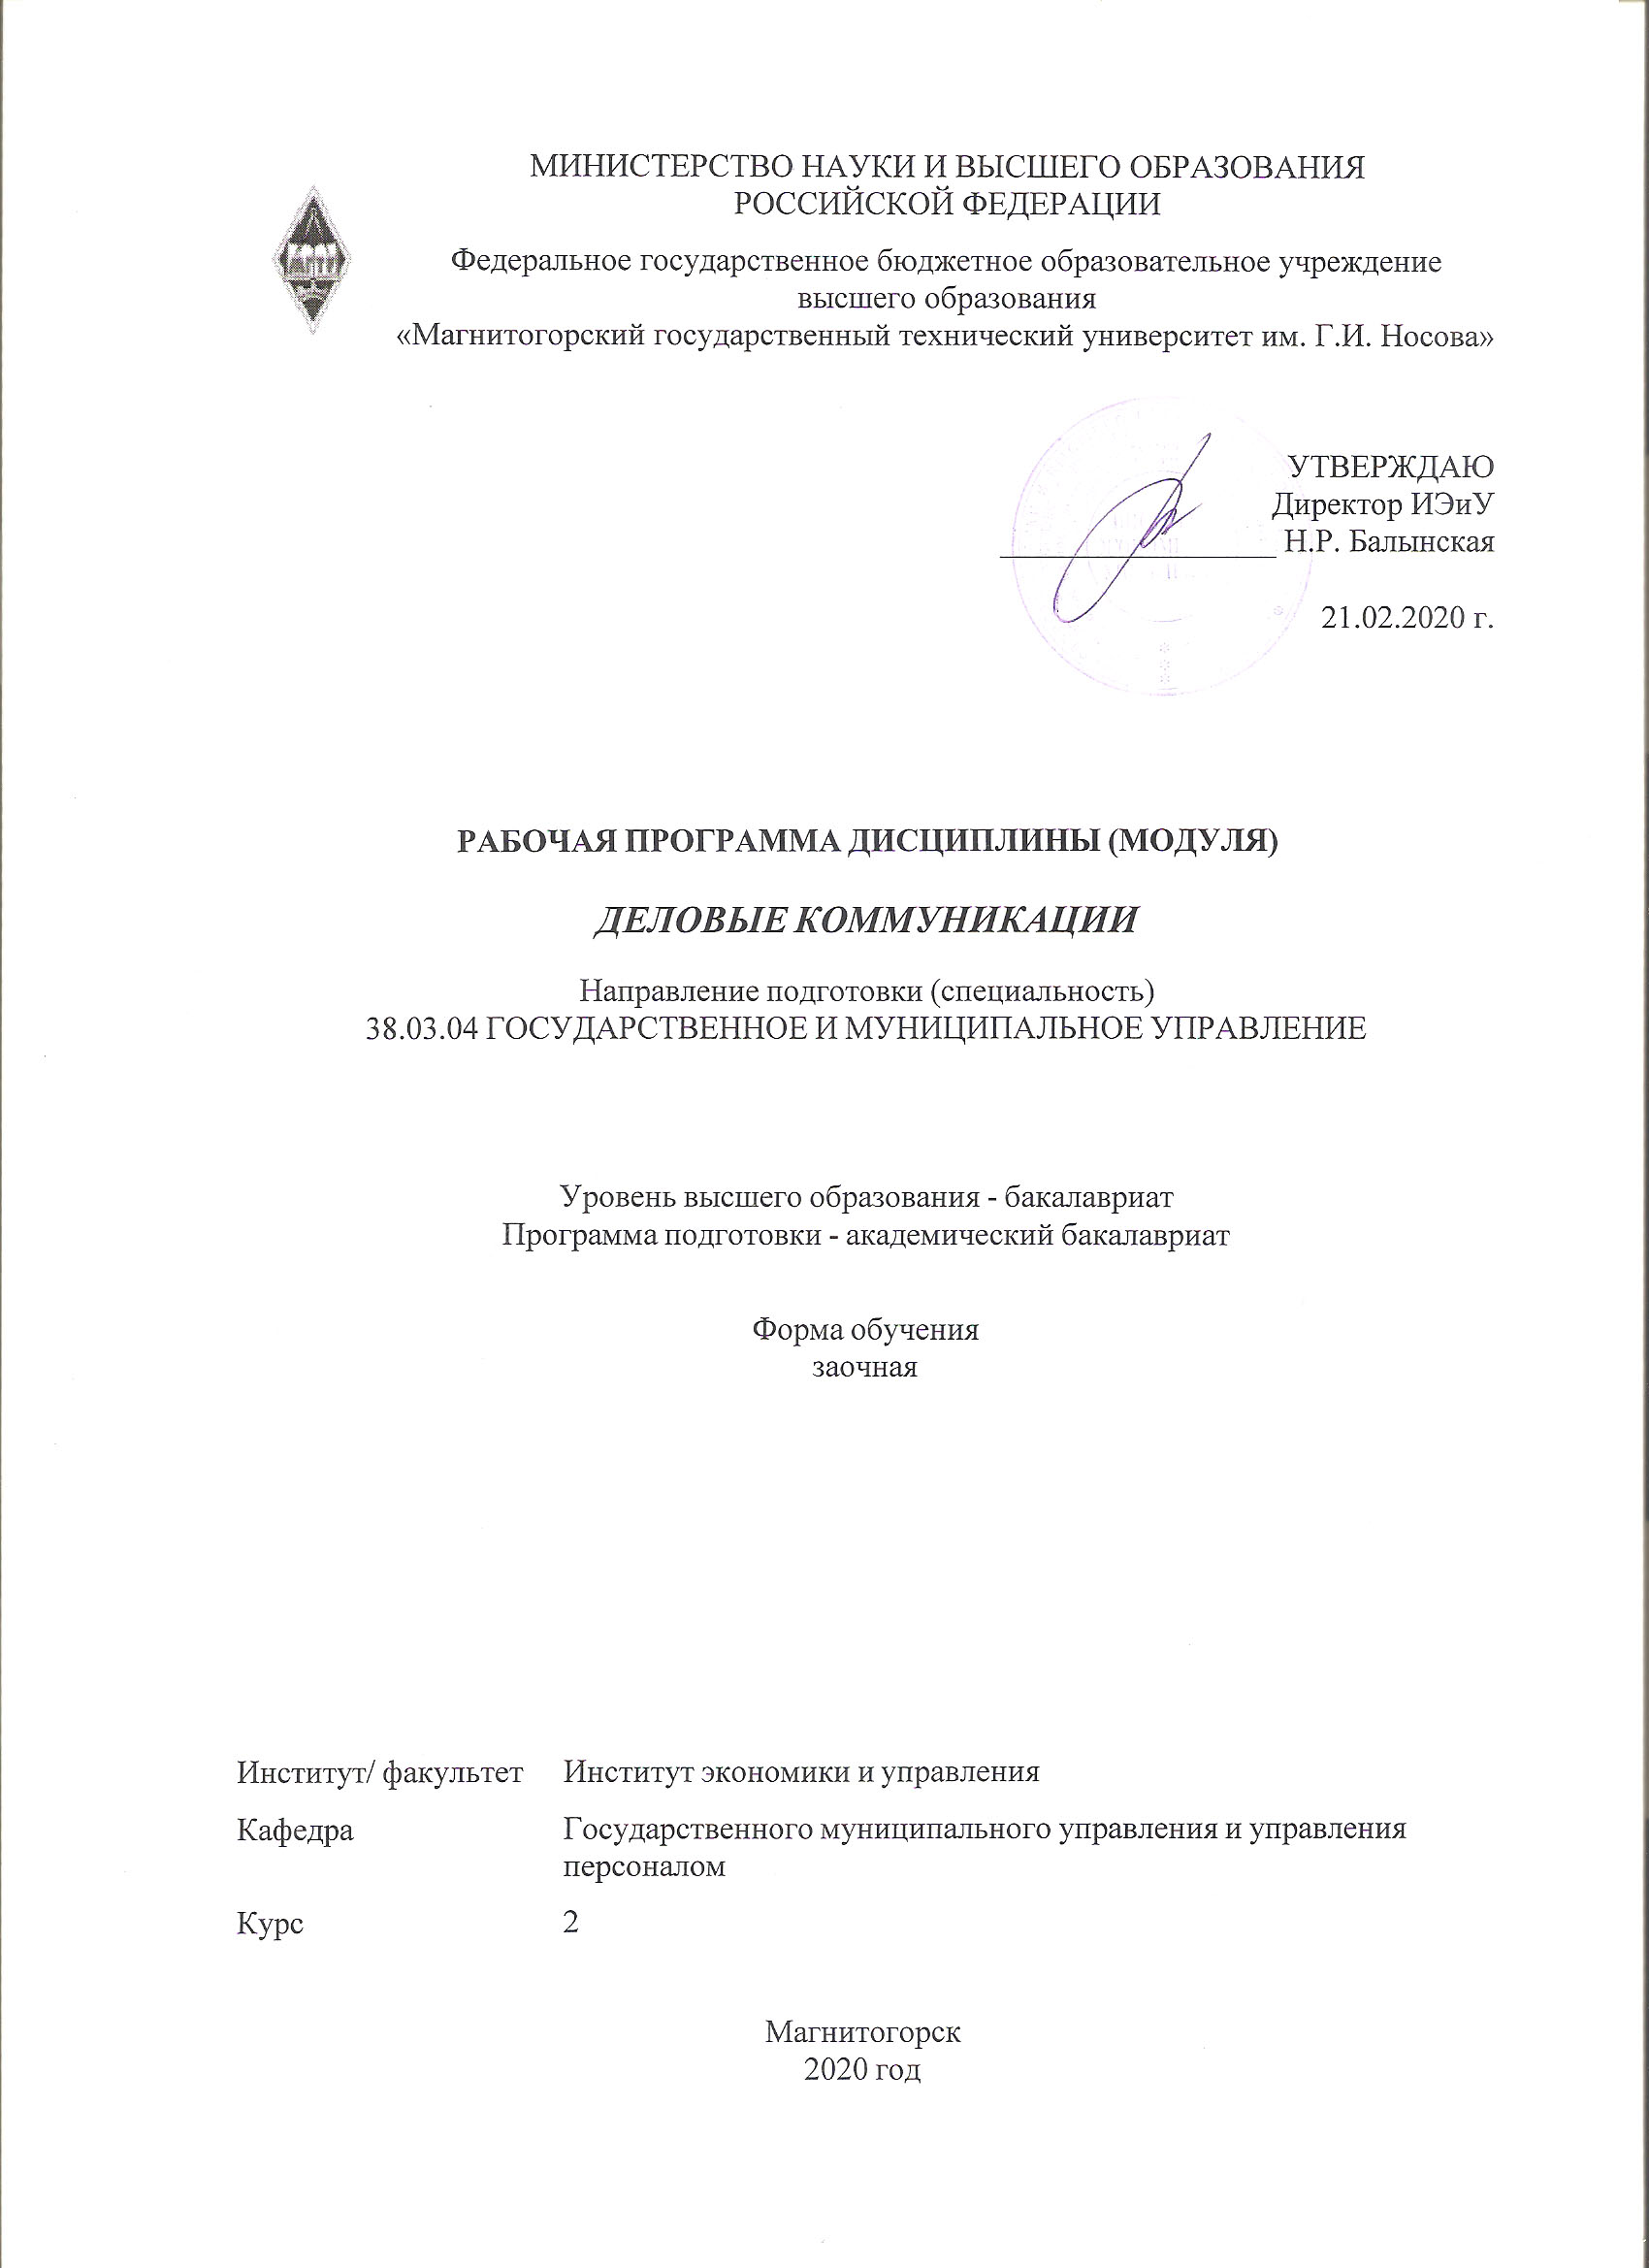 МИНИСТЕРСТВО НАУКИ И ВЫСШЕГО ОБРАЗОВАНИЯ
РОССИЙСКОЙ ФЕДЕРАЦИИ
Федеральное государственное бюджетное образовательное учреждение
высшего образования
«Магнитогорский государственный технический университет им. Г.И. Носова»
УТВЕРЖДАЮ
Директор ИЭиУ
Н.Р. Балынская
21.02.2020 г.
РАБОЧАЯ ПРОГРАММА ДИСЦИПЛИНЫ (МОДУЛЯ)
ДЕЛОВЫЕ КОММУНИКАЦИИ
Направление подготовки (специальность)
38.03.04 ГОСУДАРСТВЕННОЕ И МУНИЦИПАЛЬНОЕ УПРАВЛЕНИЕ
Уровень высшего образования - бакалавриат
Программа подготовки - академический бакалавриат
Форма обучения
заочная
Институт/ факультет Институт экономики и управления
Кафедра Государственного муниципального управления и управления
персоналом
Курс 2
Магнитогорск
2020 год